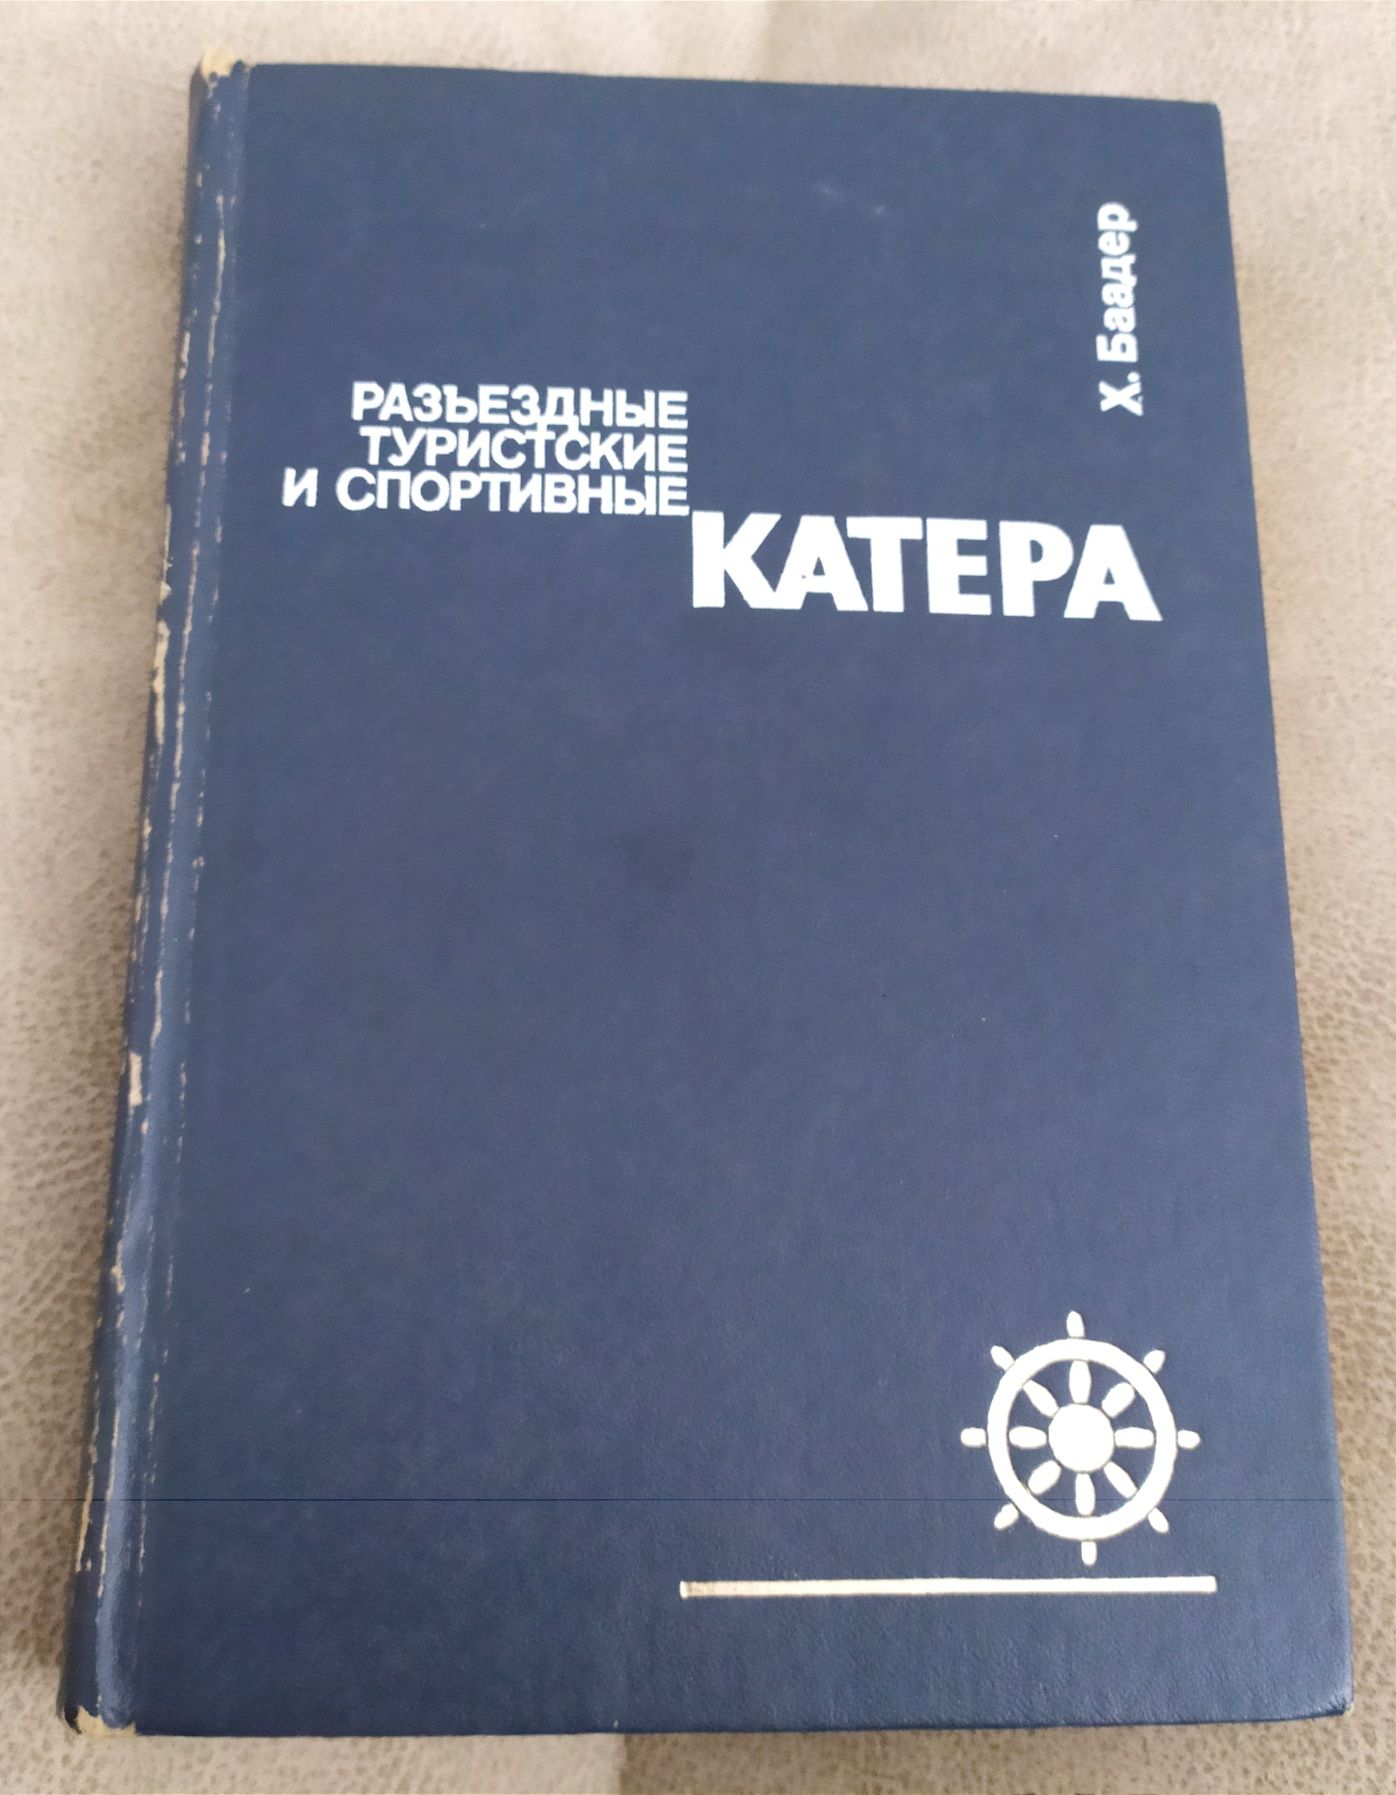 Х. Баадер
РАЗЪЕЗДНЫЕ
ТУРИСТСКИЕ
И СПОРТИВНЫЕ
КАТЕРА